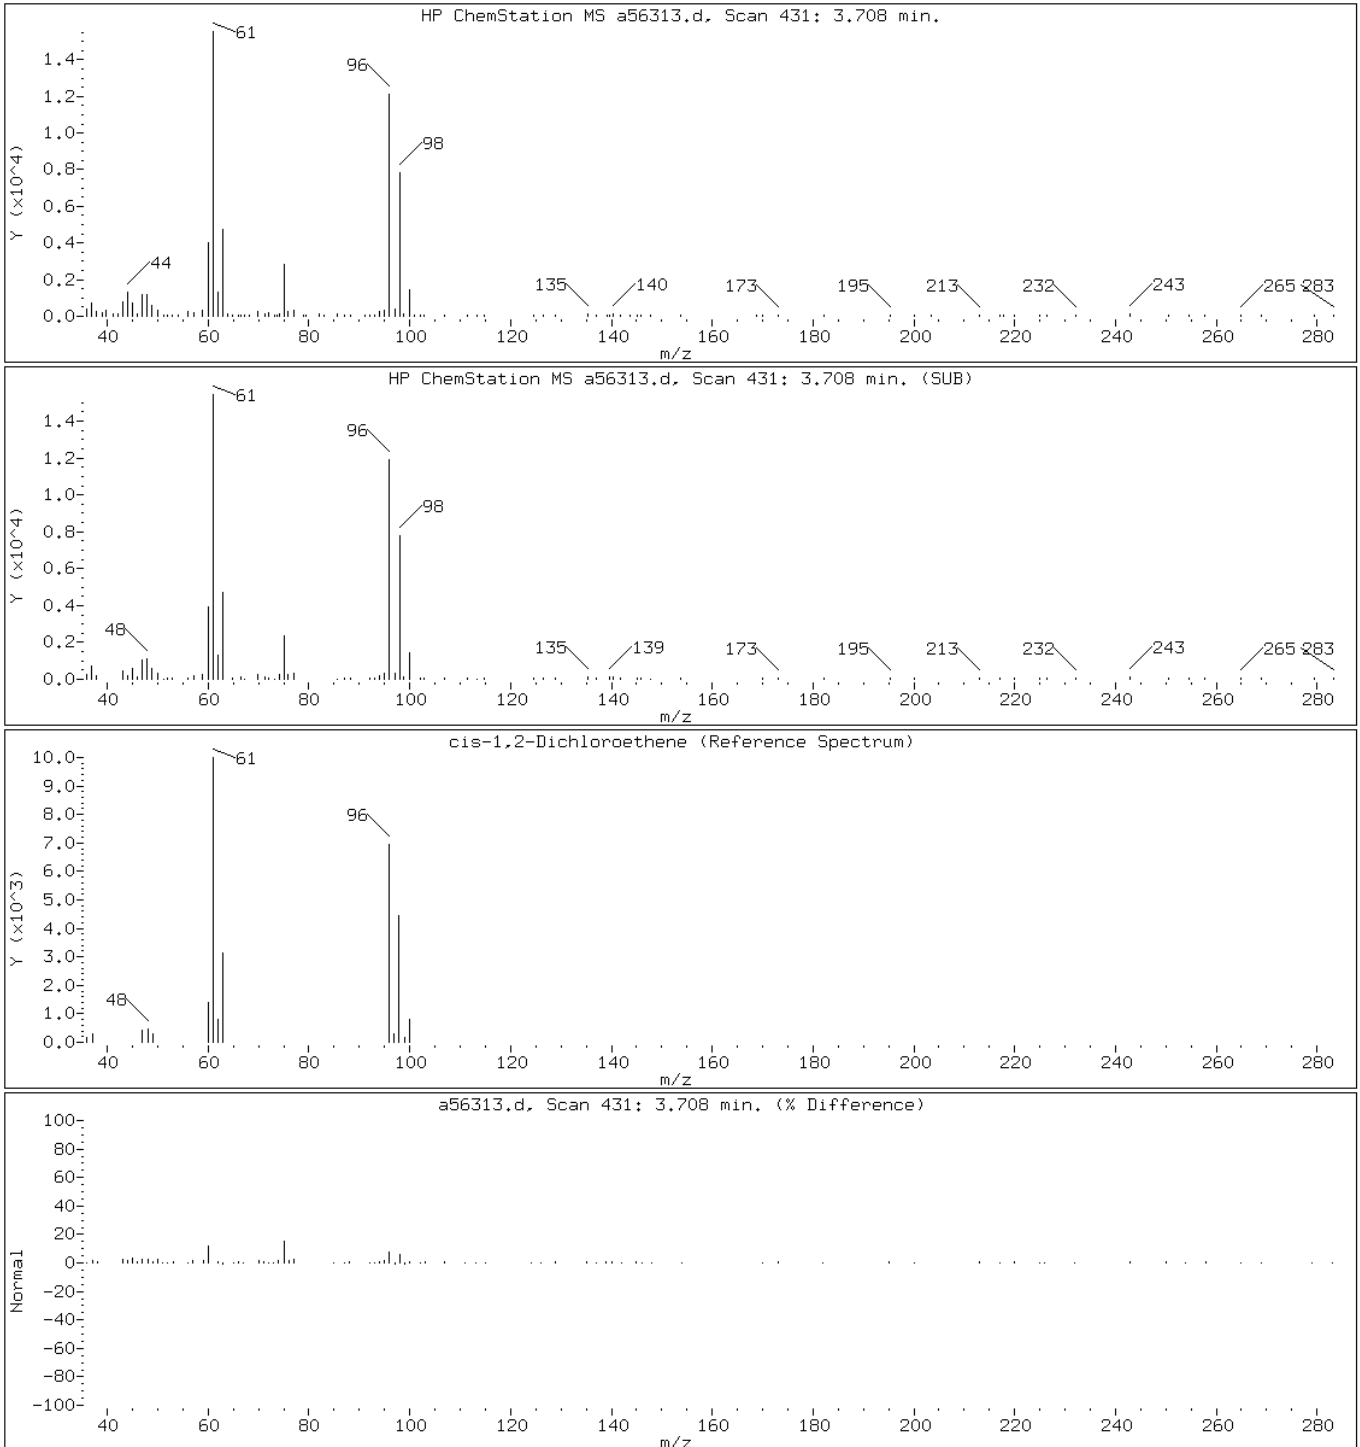 HP ChemStation MS a56313.d, Scan 431: 3.708 min.
Y (x10^4)
1.4
1.2
1.0
0.8
0.6
0.4
0.2
0.0
61
96
98
44
135 140 173 195 213 232 243 265 283
40 60 80 100 120 140 160 180 200 220 240 260 280
m/z
HP ChemStation MS a56313.d, Scan 431: 3.708 min. (SUB)
Y (x10^4)
1.4
1.2
1.0
0.8
0.6
0.4
0.2
0.0
61
96
98
48
135 139 173 195 213 232 243 265 283
40 60 80 100 120 140 160 180 200 220 240 260 280
m/z
cis-1,2-Dichloroethene (Reference Spectrum)
Y (x10^3)
10.0
9.0
8.0
7.0
6.0
5.0
4.0
3.0
2.0
1.0
0.0
61
96
48
40 60 80 100 120 140 160 180 200 220 240 260 280
m/z
a56313.d, Scan 431: 3.708 min. (% Difference)
Normal
100
80
60
40
20
0
-20
-40
-60
-80
-100
40 60 80 100 120 140 160 180 200 220 240 260 280
m/z